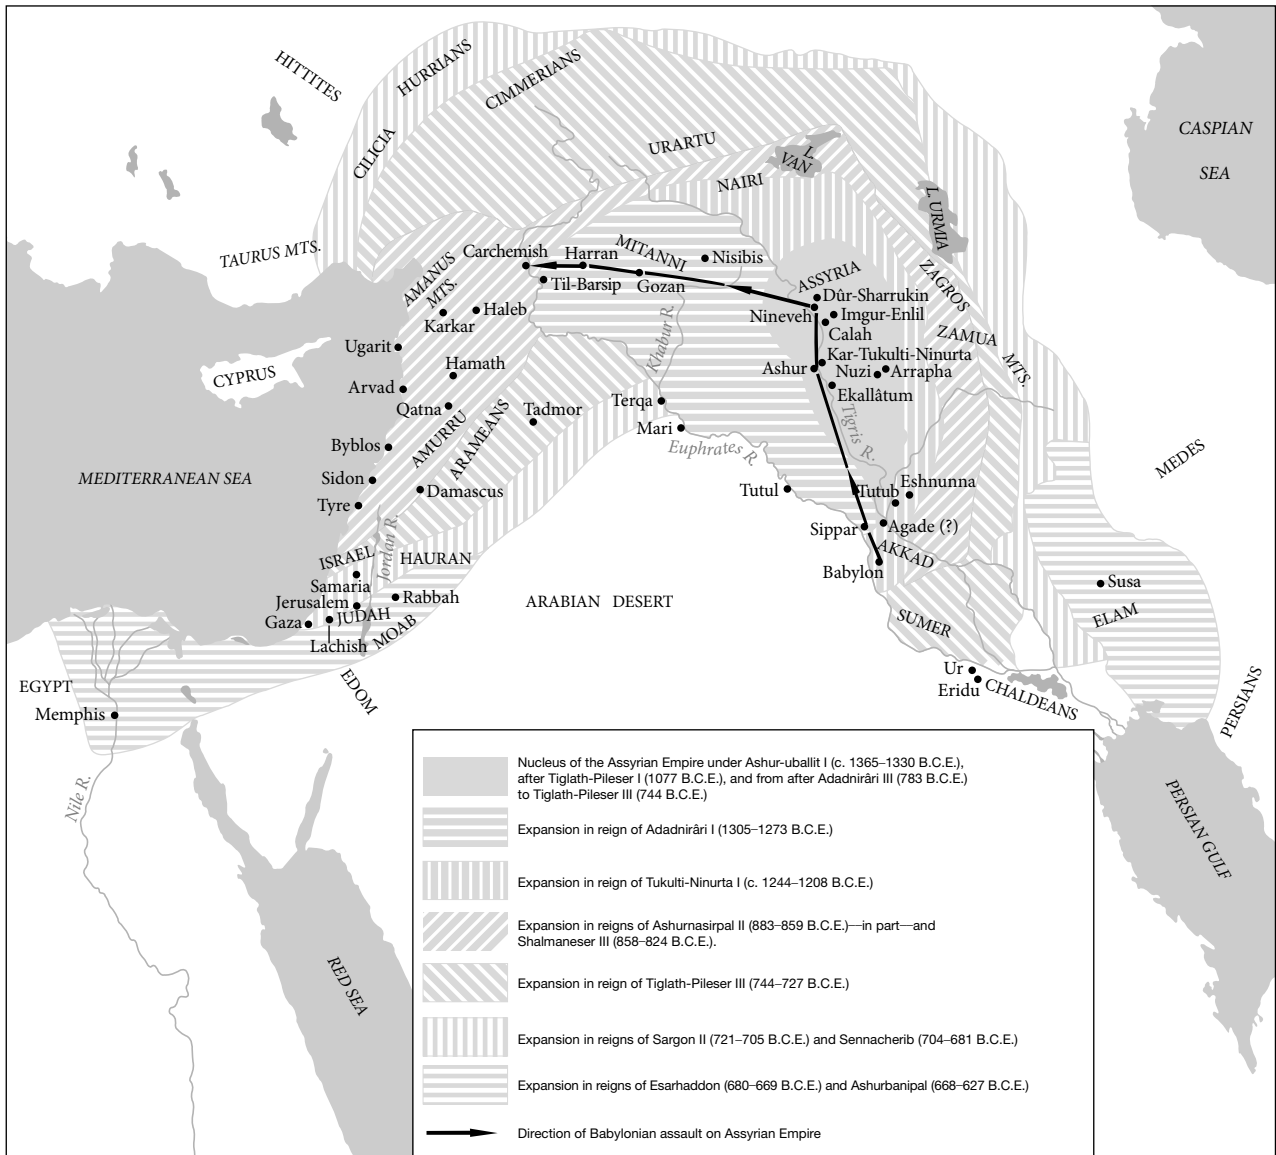 HITTITES
HURRIANS
CIMMERIANS
CILICIA
URARTU
L.
VAN
NAIRI
L. URMIA
CASPIAN
SEA
TAURUS MTS.
AMANUS
MTS.
Carchemish
Harran
MITANNI
Nisibis
Til-Barsip
Gozan
ASSYRIA
Dûr-Sharrukin
Nineveh
Imgur-Enlil
Calah
ZAGROS
MTS.
ZAMUA
Karkar
Haleb
Khabur R.
Kar-Tukulti-Ninurta
Ashur
Nuzi
Arrapha
Ekallâtum
Ugarit
CYPRUS
Hamath
Arvad
Qatna
AMURRU
ARAMEANS
Tadmor
Terqa
Mari
Euphrates R.
Tigris R.
Byblos
MEDITERRANEAN SEA
Sidon
Damascus
Tyre
Tutul
Tutub
Eshnunna
MEDES
Sippar
Agade (?)
AKKAD
Babylon
ISRAEL
Jordan R.
HAURAN
Samaria
Jerusalem
Rabbah
Gaza
JUDAH
MOAB
Lachish
ARABIAN DESERT
Susa
ELAM
SUMER
EGYPT
Memphis
EDOM
Ur
Eridu
CHALDEANS
PERSIANS
Nile R.
RED SEA
PERSIAN GULF
Nucleus of the Assyrian Empire under Ashur-uballit I (c. 1365–1330 B.C.E.),
after Tiglath-Pileser I (1077 B.C.E.), and from after Adadnirâri III (783 B.C.E.)
to Tiglath-Pileser III (744 B.C.E.)
Expansion in reign of Adadnirâri I (1305–1273 B.C.E.)
Expansion in reign of Tukulti-Ninurta I (c. 1244–1208 B.C.E.)
Expansion in reigns of Ashurnasirpal II (883–859 B.C.E.)—in part—and
Shalmaneser III (858–824 B.C.E.).
Expansion in reign of Tiglath-Pileser III (744–727 B.C.E.)
Expansion in reigns of Sargon II (721–705 B.C.E.) and Sennacherib (704–681 B.C.E.)
Expansion in reigns of Esarhaddon (680–669 B.C.E.) and Ashurbanipal (668–627 B.C.E.)
Direction of Babylonian assault on Assyrian Empire